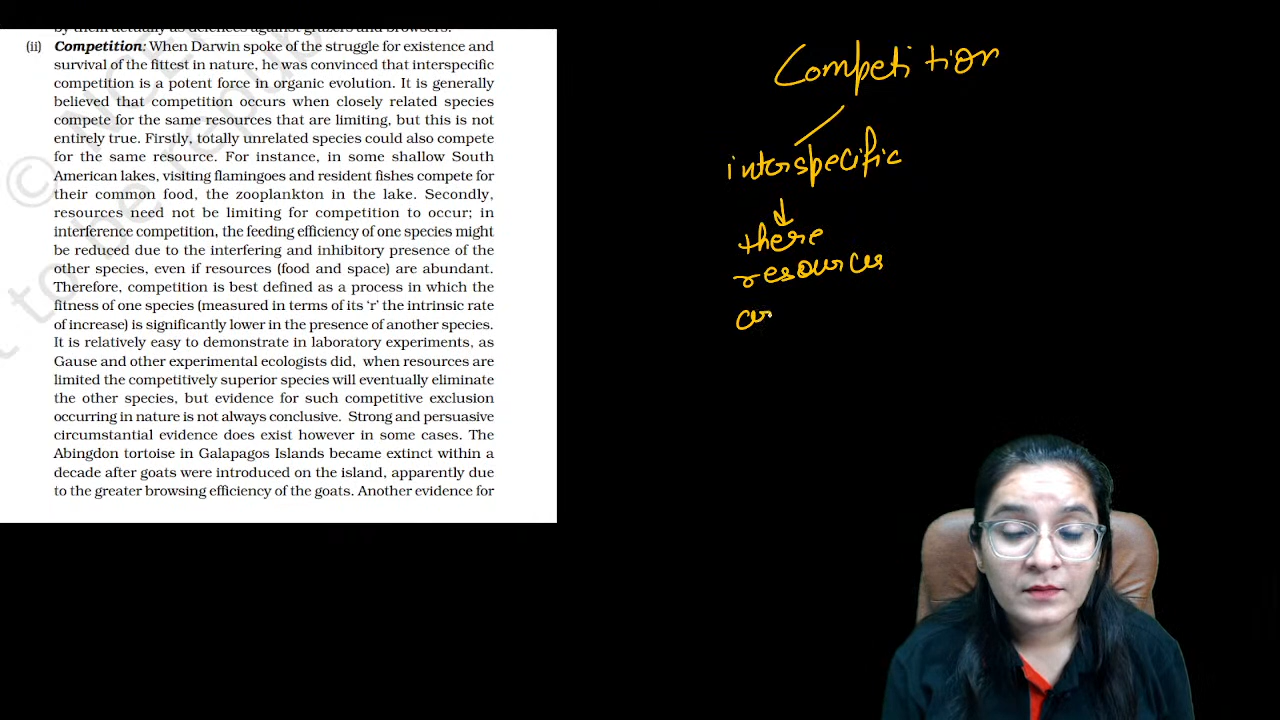 by them actually as defences against grazers and browsers.
(ii) Competition: When Darwin spoke of the struggle for existence and
survival of the fittest in nature, he was convinced that interspecific
competition is a potent force in organic evolution. It is generally
believed that competition occurs when closely related species
compete for the same resources that are limiting, but this is not
entirely true. Firstly, totally unrelated species could also compete
for the same resource. For instance, in some shallow South
American lakes, visiting flamingoes and resident fishes compete for
their common food, the zooplankton in the lake. Secondly,
resources need not be limiting for competition to occur; in
interference competition, the feeding efficiency of one species might
be reduced due to the interfering and inhibitory presence of the
other species, even if resources (food and space) are abundant.
Therefore, competition is best defined as a process in which the
fitness of one species (measured in terms of its ‘r’ the intrinsic rate
of increase) is significantly lower in the presence of another species.
It is relatively easy to demonstrate in laboratory experiments, as
Gause and other experimental ecologists did, when resources are
limited the competitively superior species will eventually eliminate
the other species, but evidence for such competitive exclusion
occurring in nature is not always conclusive. Strong and persuasive
circumstantial evidence does exist however in some cases. The
Abingdon tortoise in Galapagos Islands became extinct within a
decade after goats were introduced on the island, apparently due
to the greater browsing efficiency of the goats. Another evidence for
Competition
interspecific
there
resources